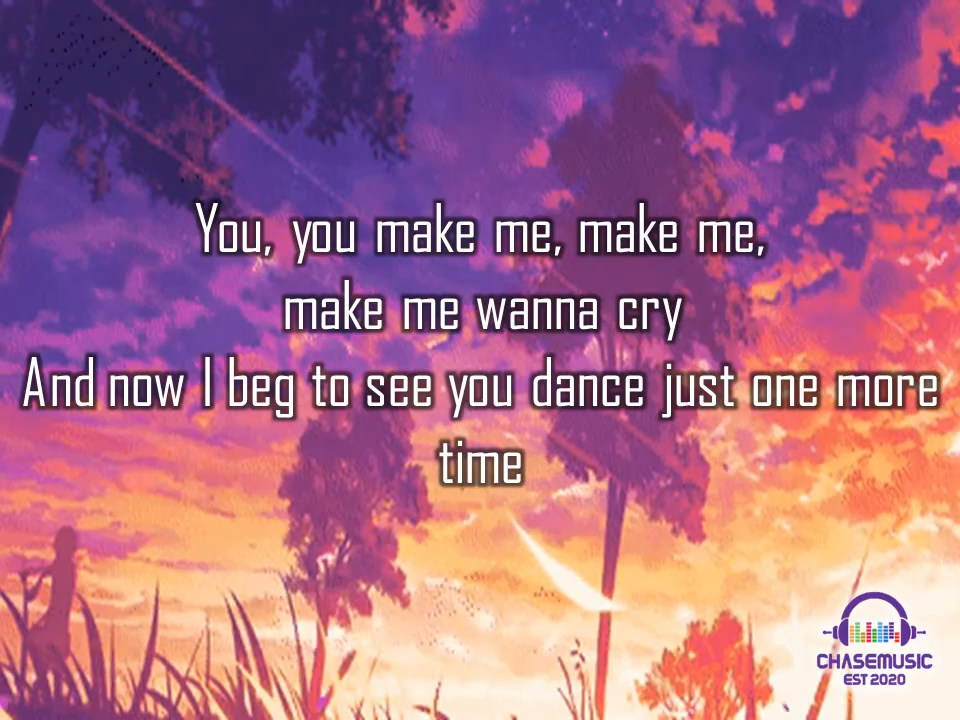 You, you make me, make me,
make me wanna cry
And now I beg to see you dance just one more
time
CHASEMUSIC
EST 2020